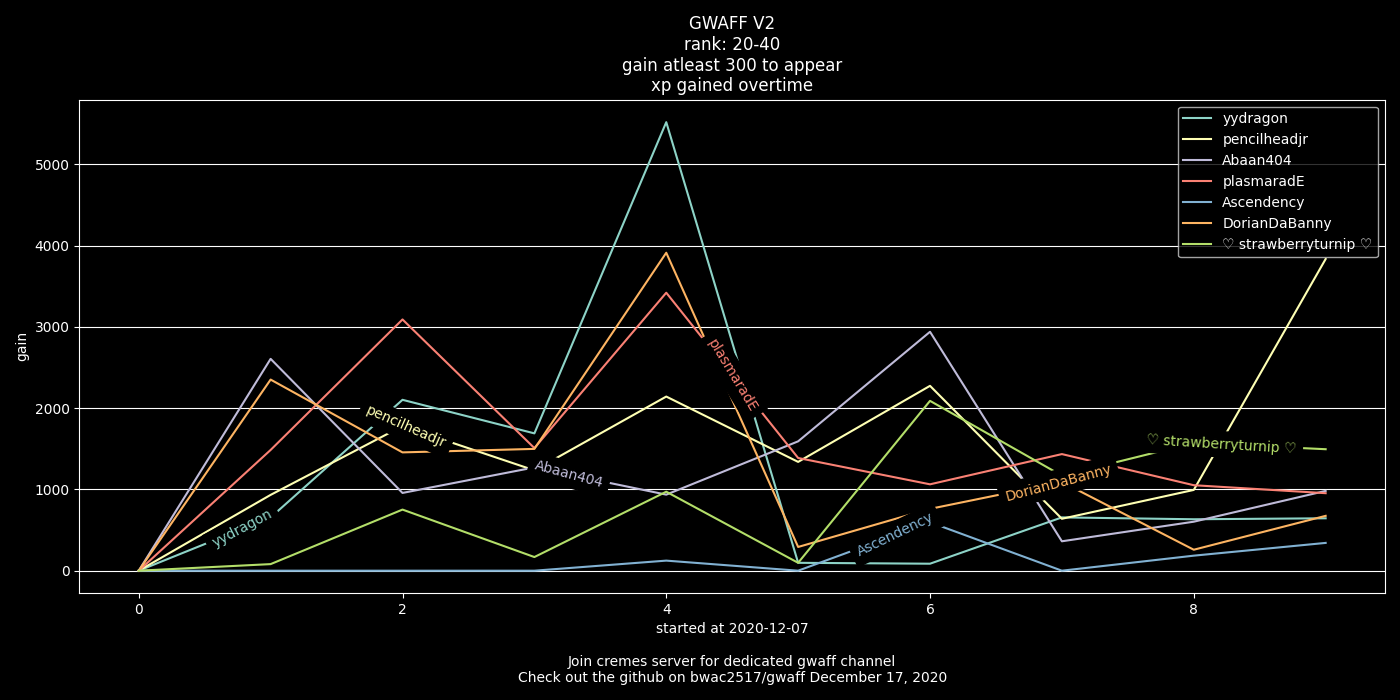 GWAFF V2
rank: 20-40
gain atleast 300 to appear
xp gained overtime
yydragon
pencilheadjr
Abaan404
plasmaradE
Ascendency
DorianDaBanny
♡ strawberryturnip ♡
5000
4000
3000
2000
1000
0
gain
yydragon
pencilheadjr
Abaan404
plasmaradE
Ascendency
DorianDaBanny
♡ strawberryturnip ♡
0 2 4 6 8
started at 2020-12-07
Join cremes server for dedicated gwaff channel
Check out the github on bwac2517/gwaff December 17, 2020